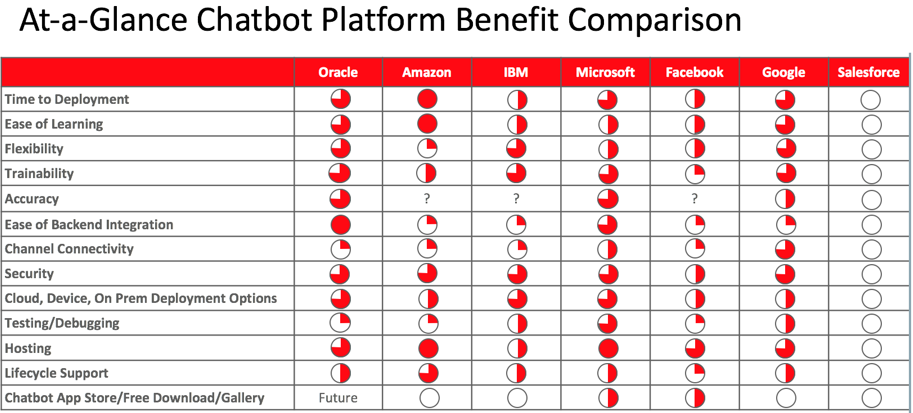 At-a-Glance Chatbot Platform Benefit Comparison
Oracle Amazon IBM Microsoft Facebook Google Salesforce
Time to Deployment
Ease of Learning
Flexibility
Trainability
Accuracy ? ? ?
Ease of Backend Integration
Channel Connectivity
Security
Cloud, Device, On Prem Deployment Options
Testing/Debugging
Hosting
Lifecycle Support
Chatbot App Store/Free Download/Gallery Future